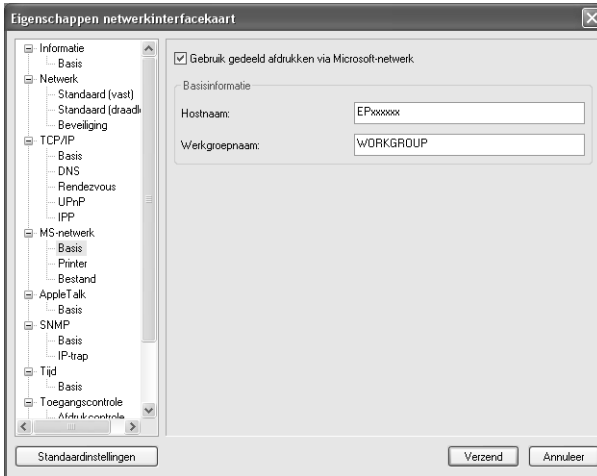 Eigenschappen netwerkinterfacekaart
Informatie
Basis
Netwerk
Standaard (vast)
Standaard (draadl
Beveiliging
TCP/IP
Basis
DNS
Rendezvous
UPnP
IPP
MS-netwerk
Basis
Printer
Bestand
AppleTalk
Basis
SNMP
Basis
IP-trap
Tijd
Basis
Toegangscontrole
Afdrukcontrole
Gebruik gedeeld afdrukken via Microsoft-netwerk
Basisinformatie
Hostnaam: EPxxxxxx
Werkgroepnaam: WORKGROUP
Standaardinstellingen
Verzend
Annuleer